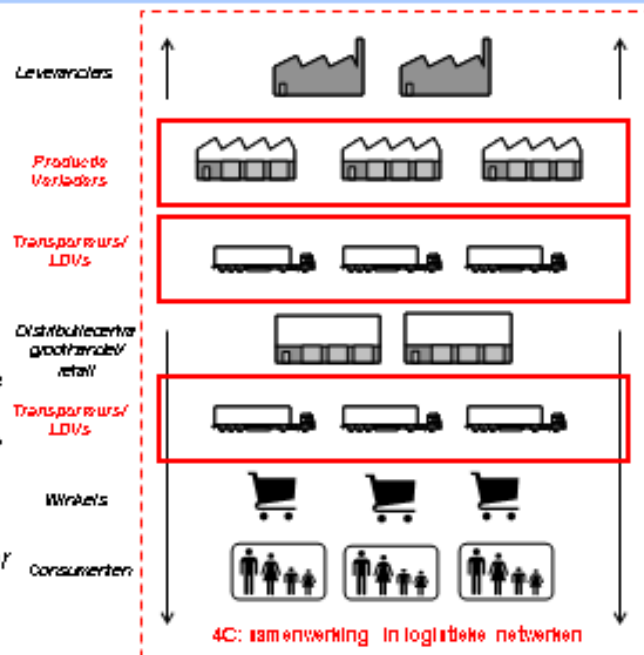 Leveranciers
Productie
Verladers
Transporteurs/
LDVs
Distributiecentra
groothandel/
retail
Transporteurs/
LDVs
Winkels
Consumenten
4C: samenwerking in logistieke netwerken